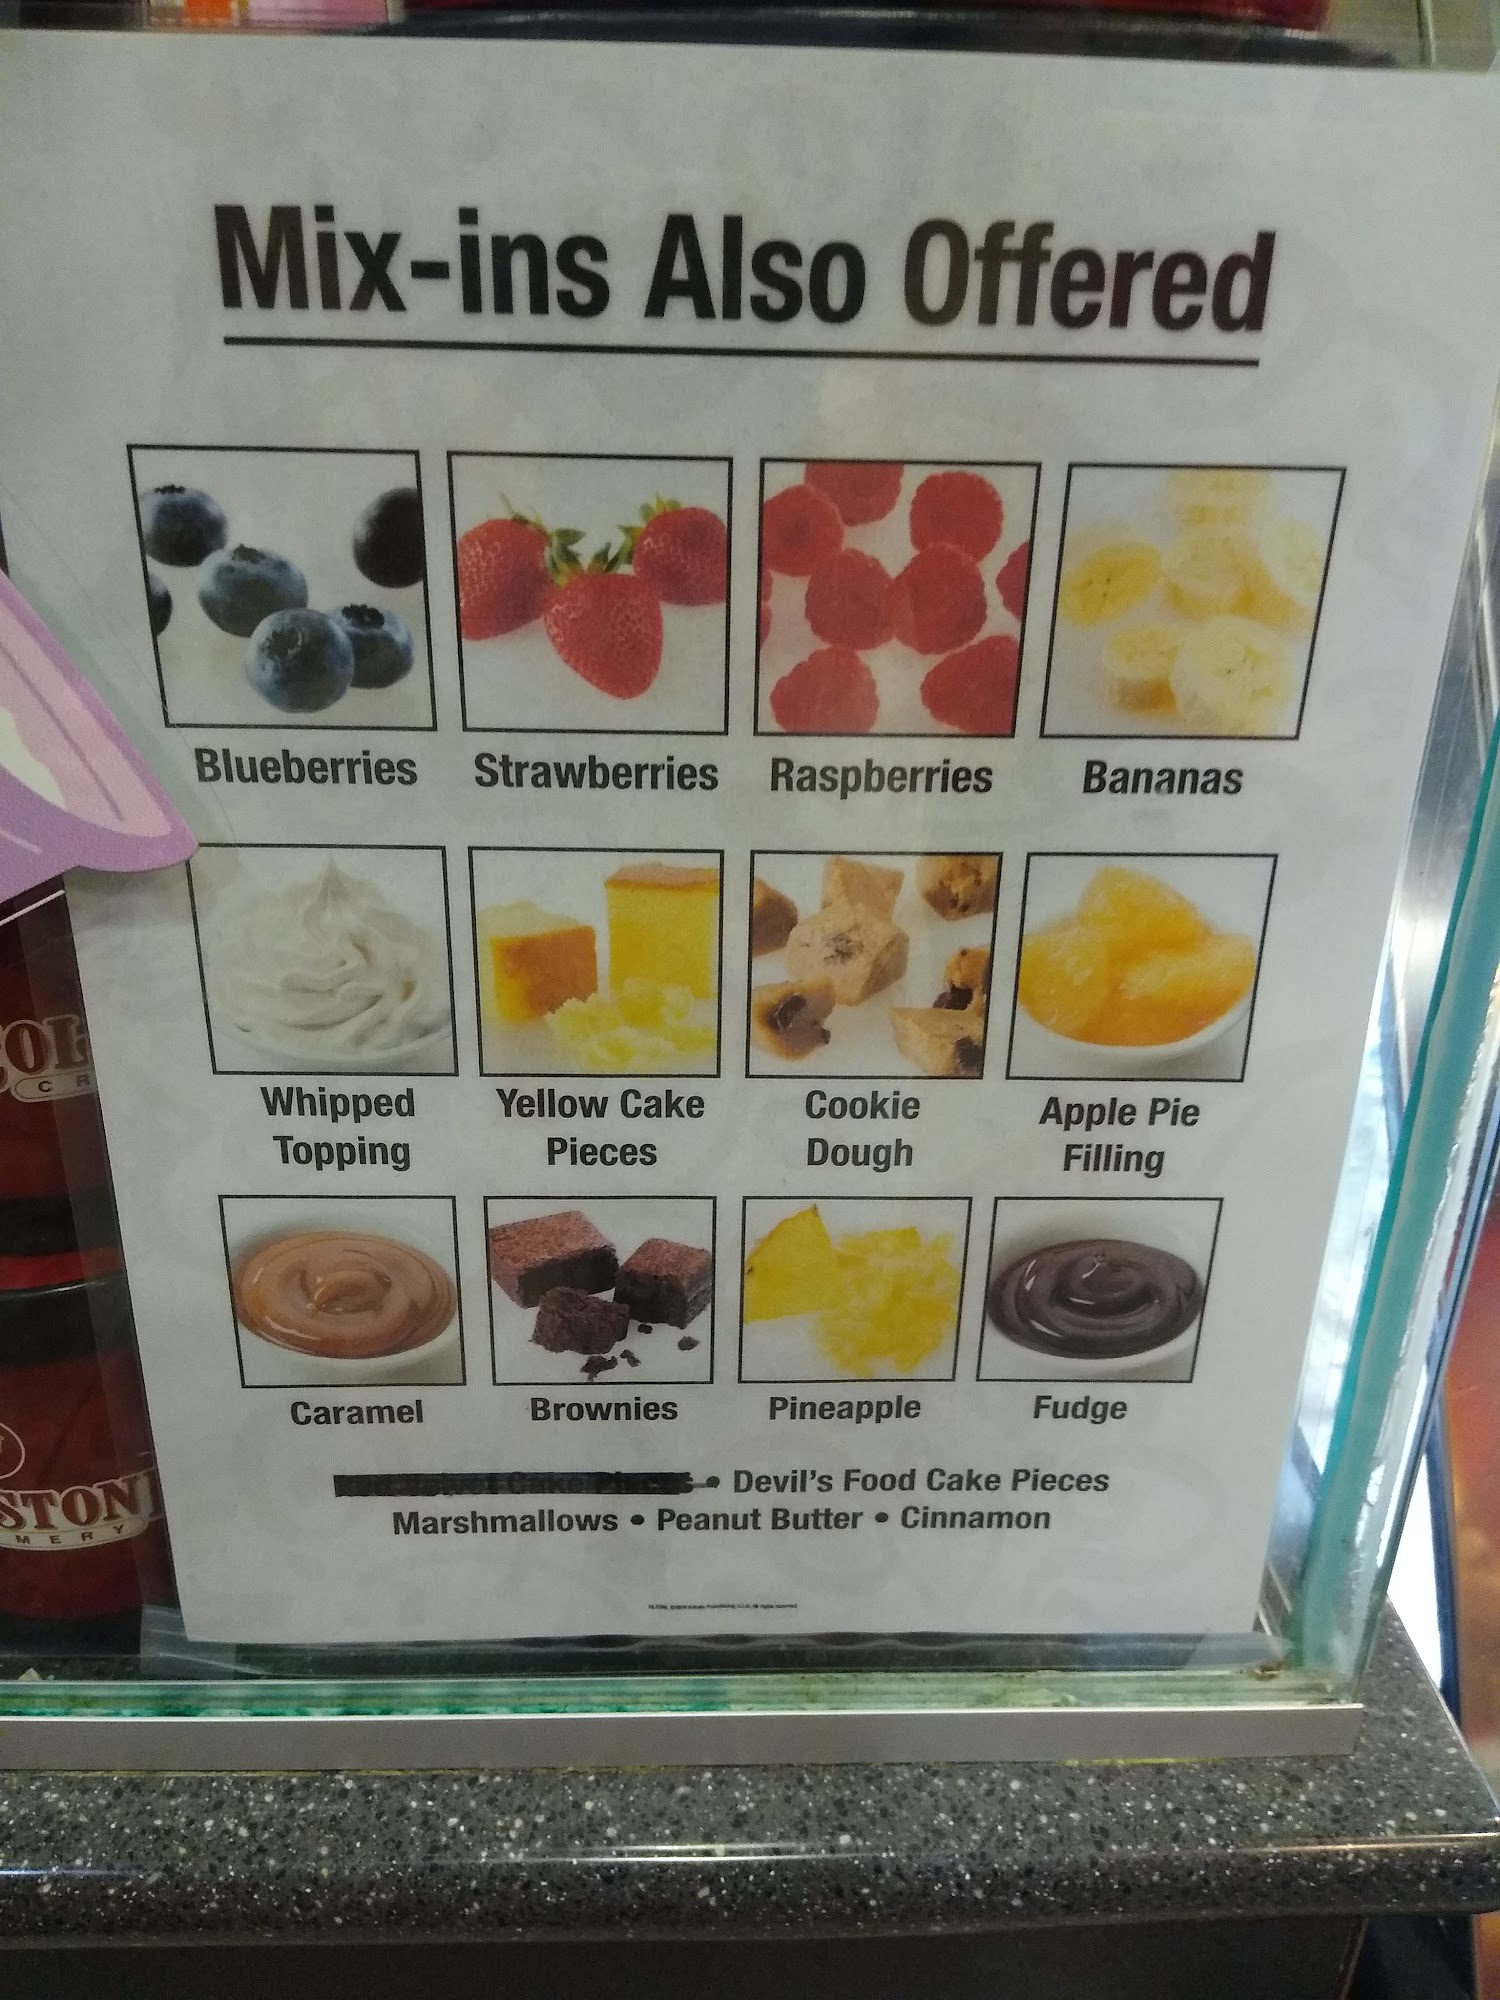 Mix-ins Also Offered
Blueberries
Strawberries
Raspberries
Bananas
Whipped
Topping
Yellow Cake
Pieces
Cookie
Dough
Apple Pie
Filling
Caramel
Brownies
Pineapple
Fudge
Cake • Devil's Food Cake Pieces
Marshmallows • Peanut Butter • Cinnamon